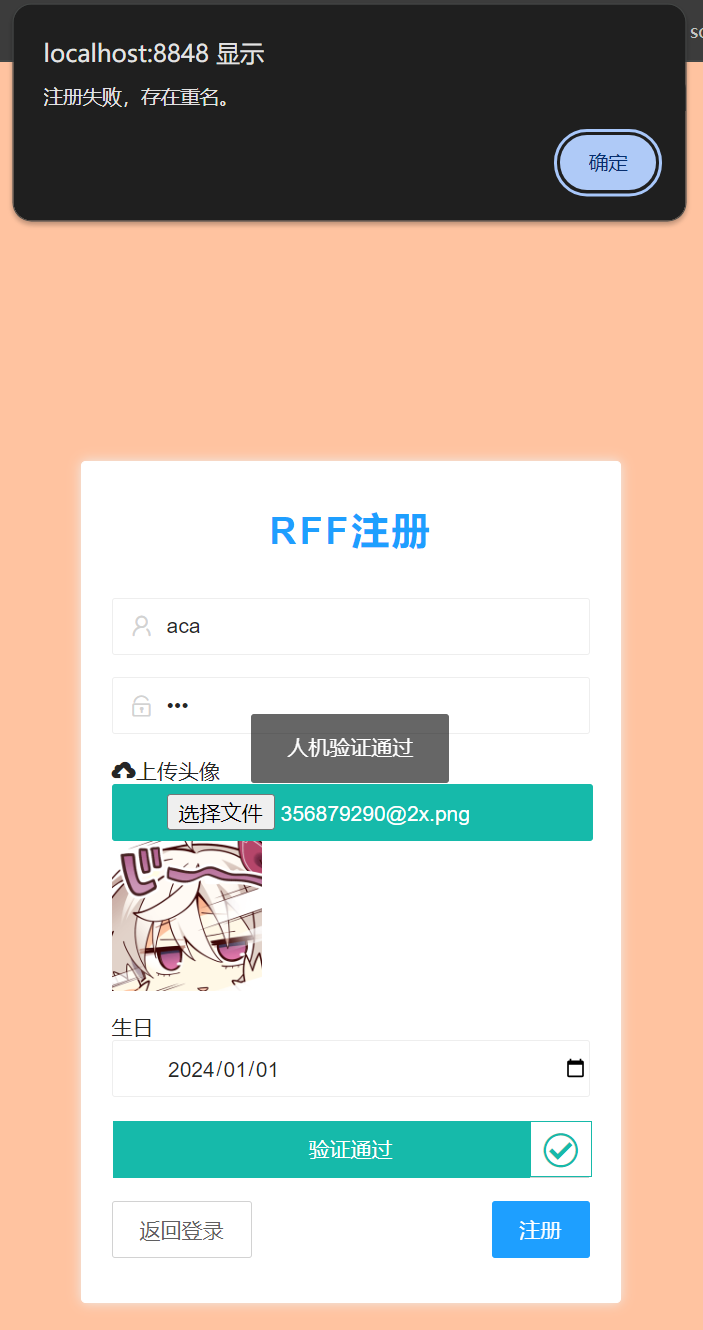 localhost:8848 显示
注册失败，存在重名。
确定
RFF注册
aca
•••
人机验证通过
上传头像
选择文件 356879290@2x.png
じ
生日
2024/01/01
验证通过
返回登录
注册